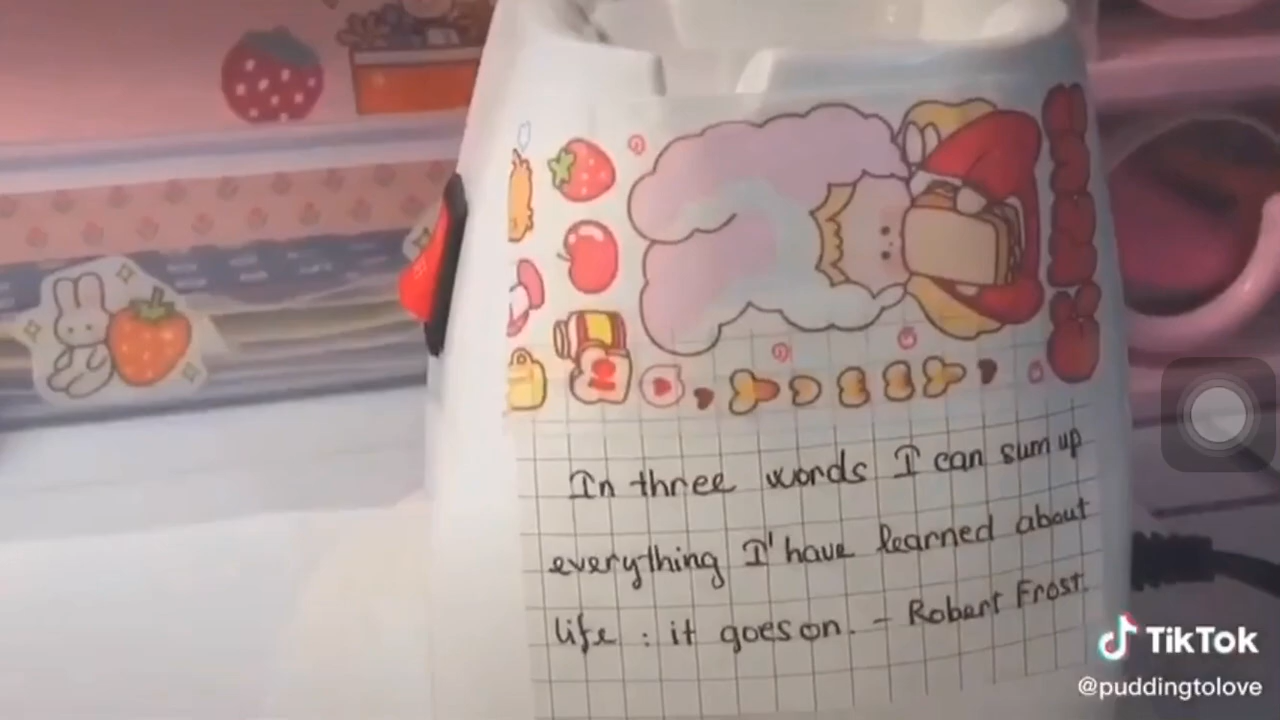 In three words I can sum up
everything I'have learned about
life : it goes on. - Robert Frost.
TikTok
@puddingtolove